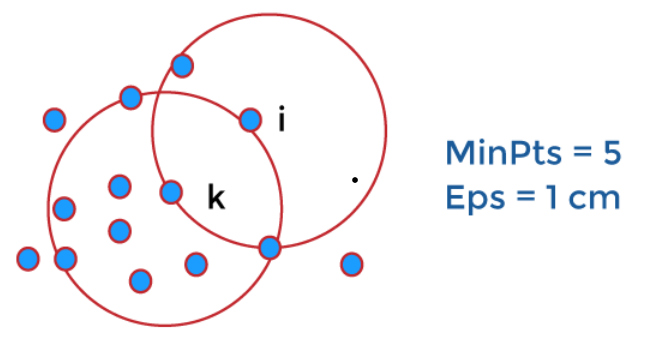 i
k
MinPts = 5
Eps = 1 cm